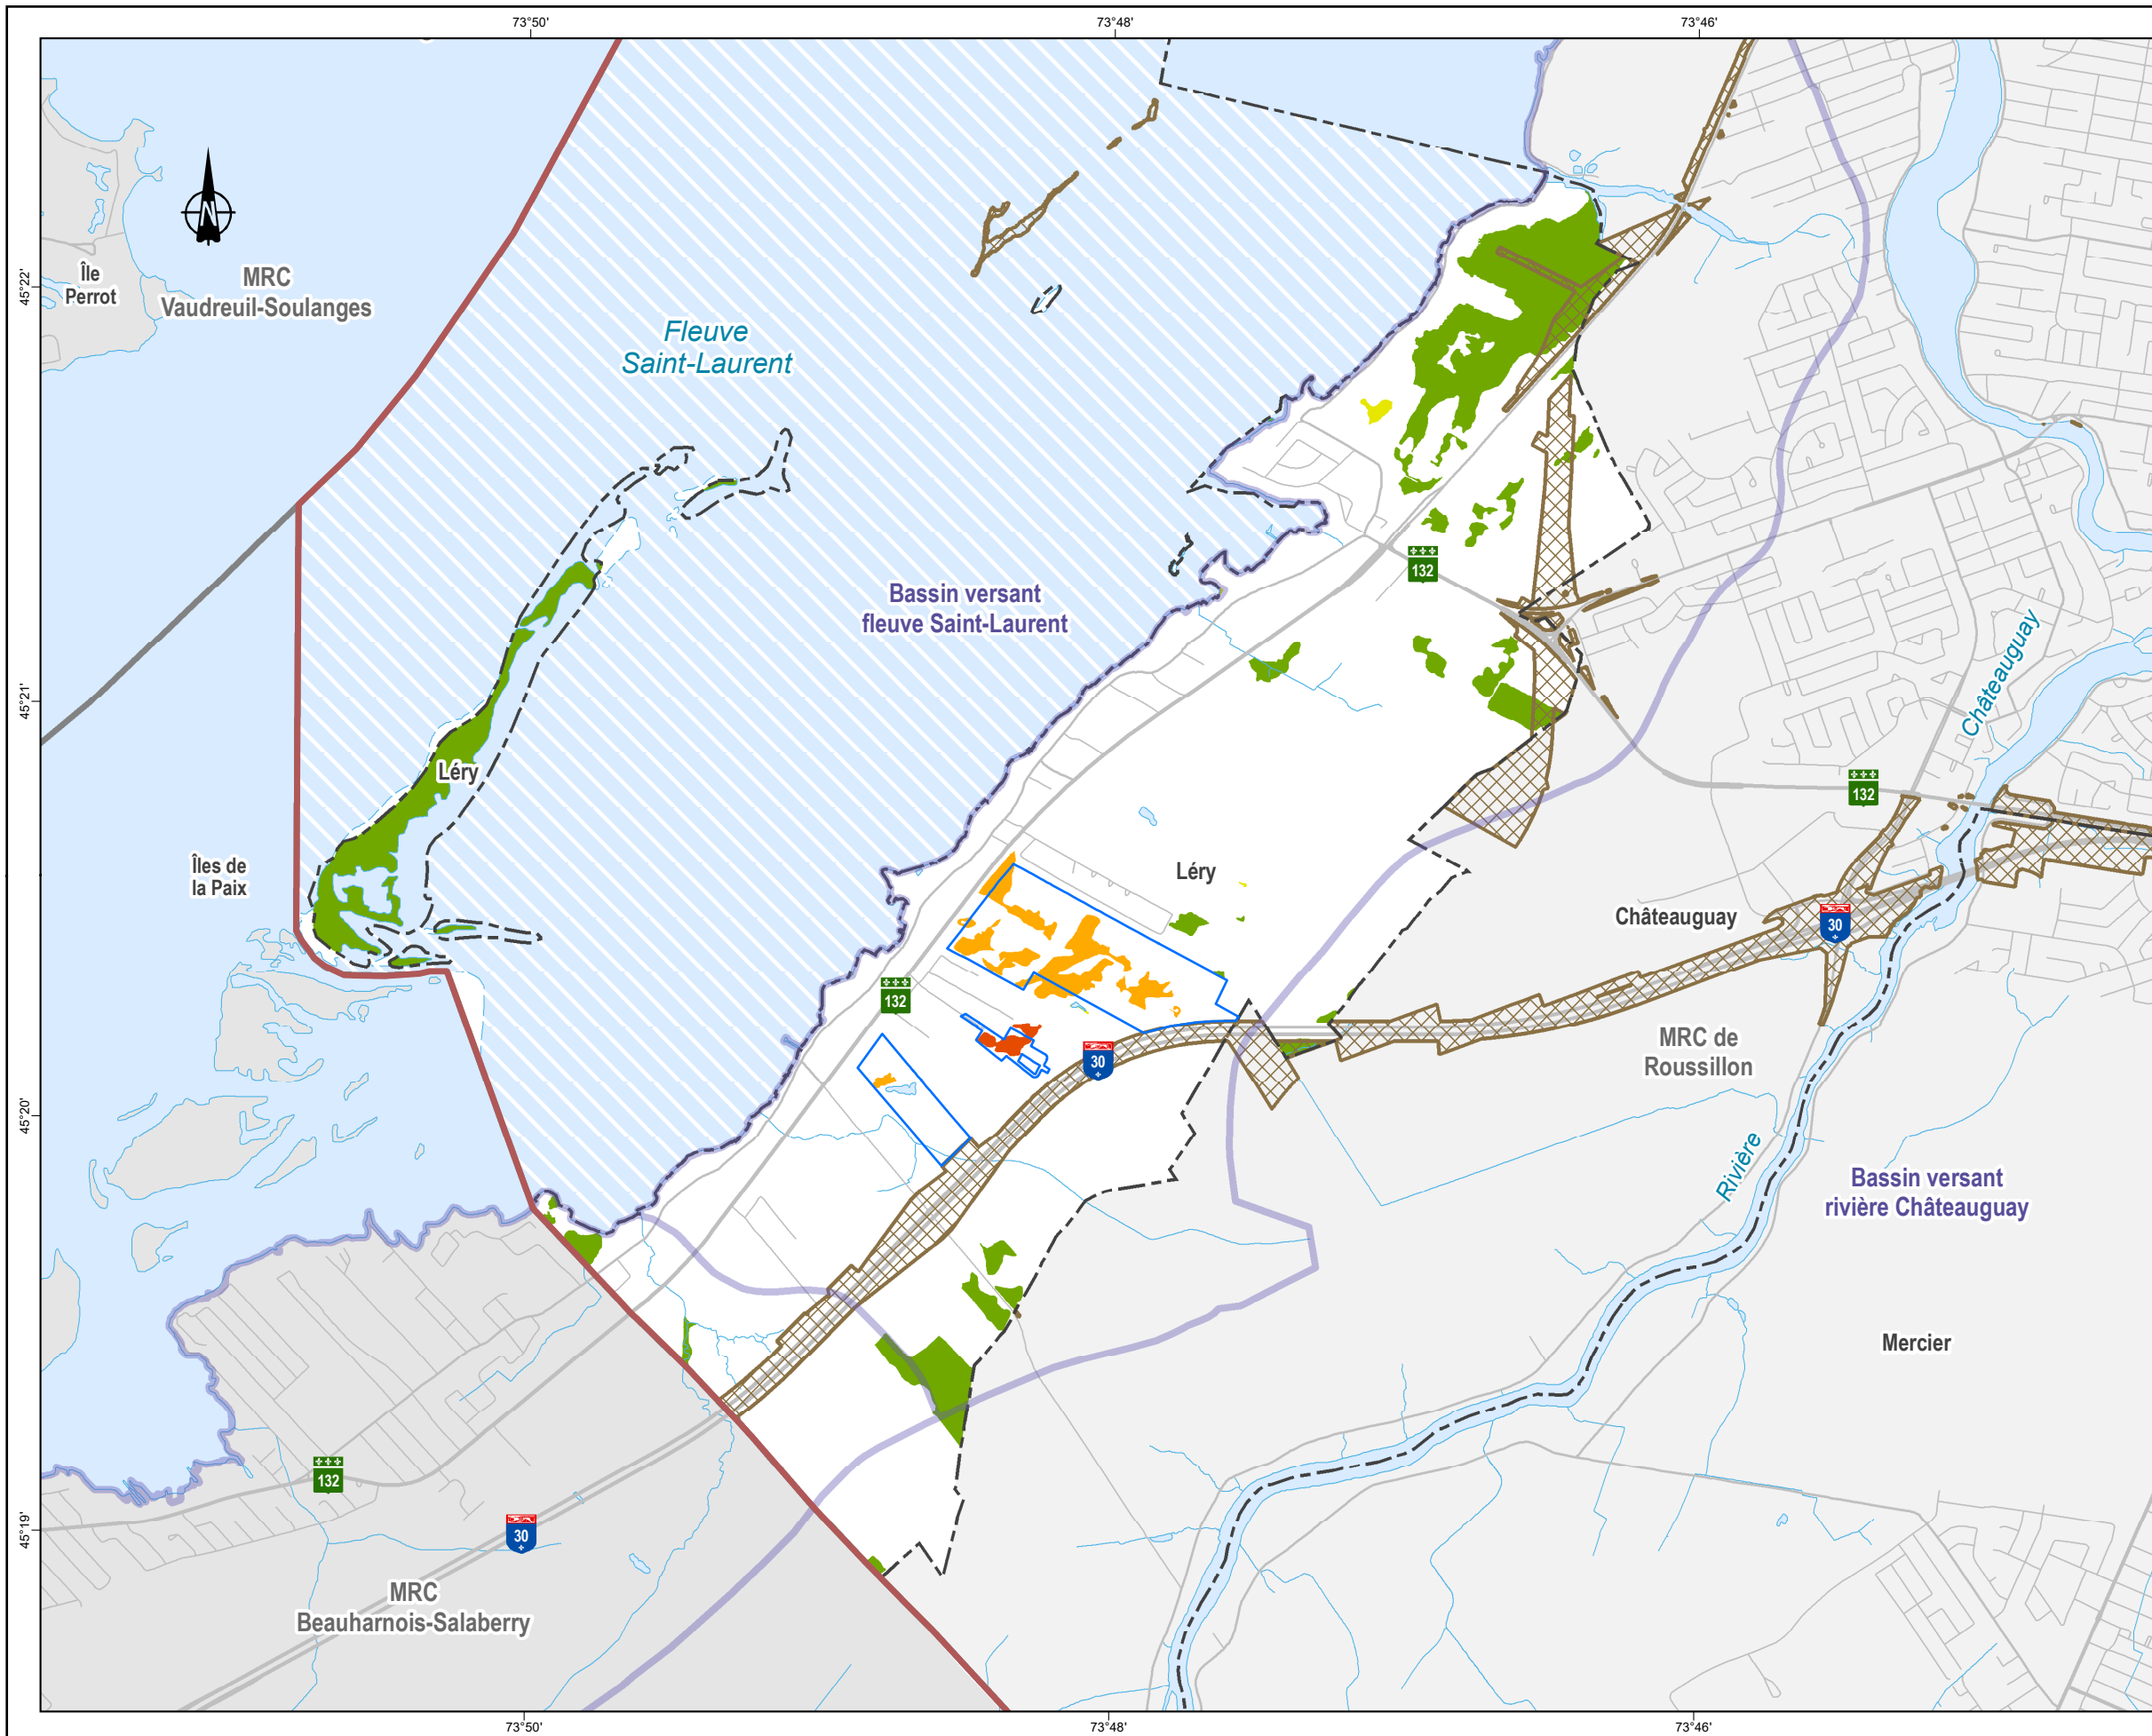 73°50'
73°48'
73°46'
45°22'
45°21'
45°20'
45°19'
N
Île
Perrot
MRC
Vaudreuil-Soulanges
Fleuve
Saint-Laurent
Bassin versant
fleuve Saint-Laurent
132
Châteauguay
Léry
132
Îles de
la Paix
Léry
Châteauguay
30
132
30
MRC de
Roussillon
Rivière
Bassin versant
rivière Châteauguay
Mercier
132
30
MRC
Beauharnois-Salaberry
73°50'
73°48'
73°46'